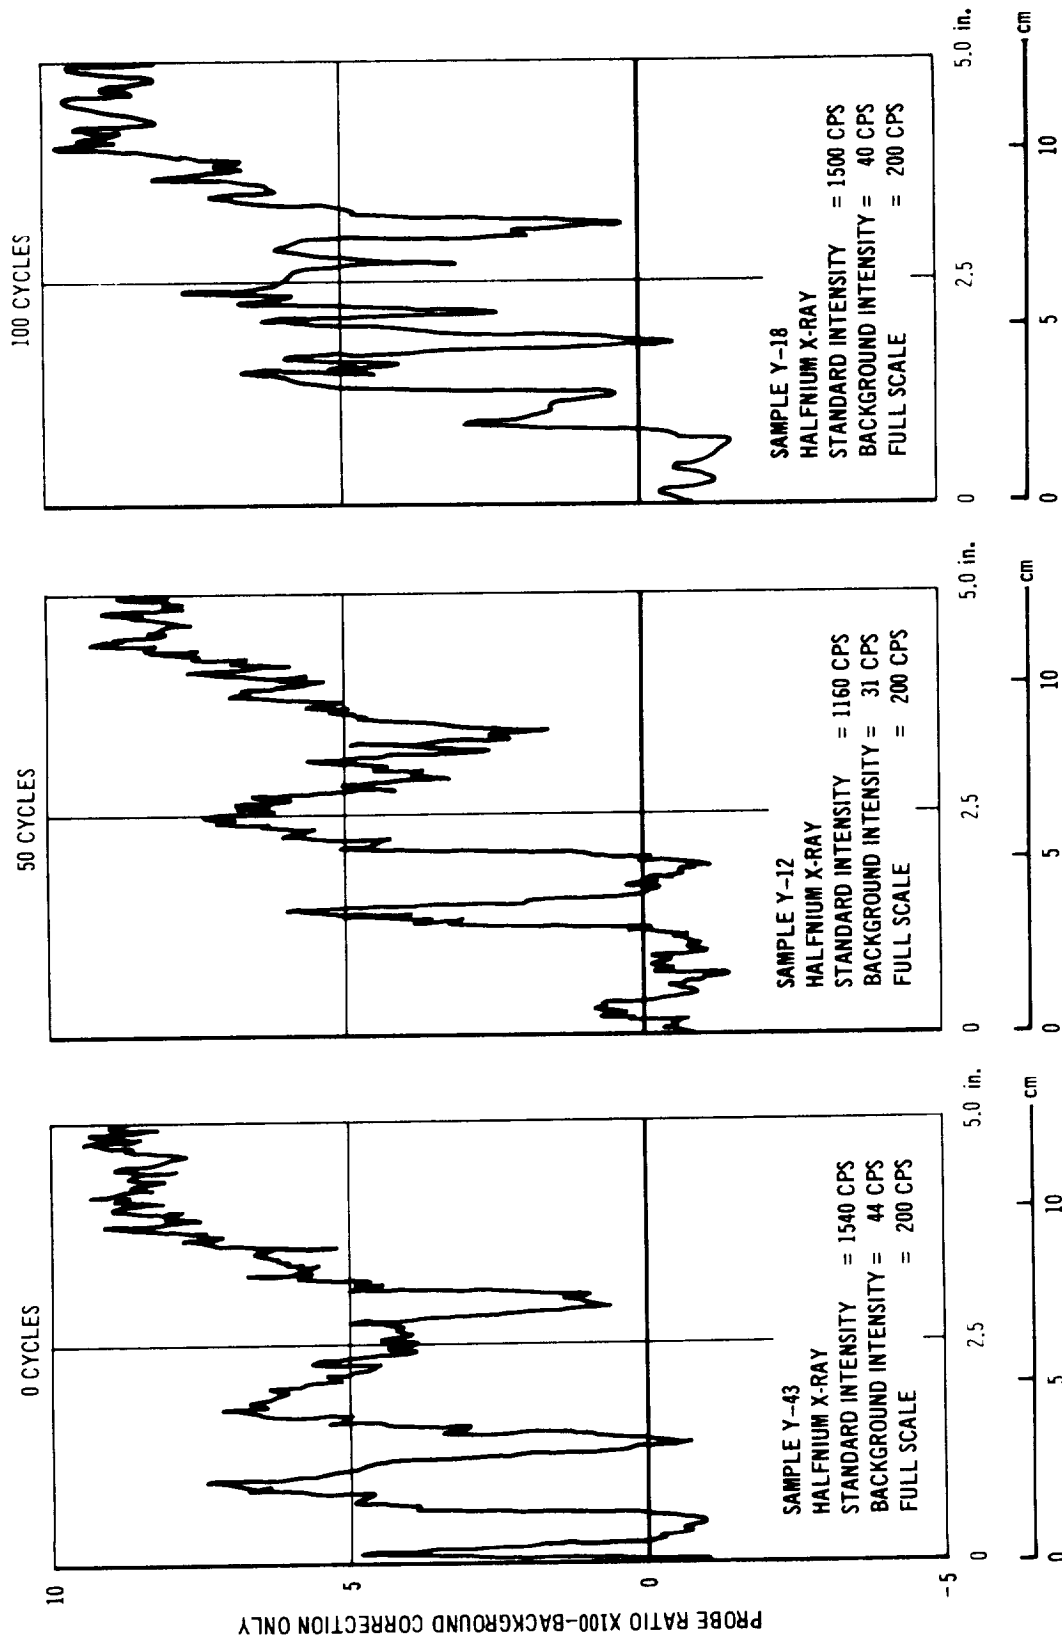 PROBE RATIO X100-BACKGROUND CORRECTION ONLY
10
5
0
-5
0 CYCLES
SAMPLE Y-43
HALFNIUM X-RAY
STANDARD INTENSITY = 1540 CPS
BACKGROUND INTENSITY = 44 CPS
FULL SCALE = 200 CPS
0 2.5 5.0 in.
0 5 10 cm
50 CYCLES
SAMPLE Y-12
HALFNIUM X-RAY
STANDARD INTENSITY = 1160 CPS
BACKGROUND INTENSITY = 31 CPS
FULL SCALE = 200 CPS
0 2.5 5.0 in.
0 5 10 cm
100 CYCLES
SAMPLE Y-18
HALFNIUM X-RAY
STANDARD INTENSITY = 1500 CPS
BACKGROUND INTENSITY = 40 CPS
FULL SCALE = 200 CPS
0 2.5 5.0 in.
0 5 10 cm